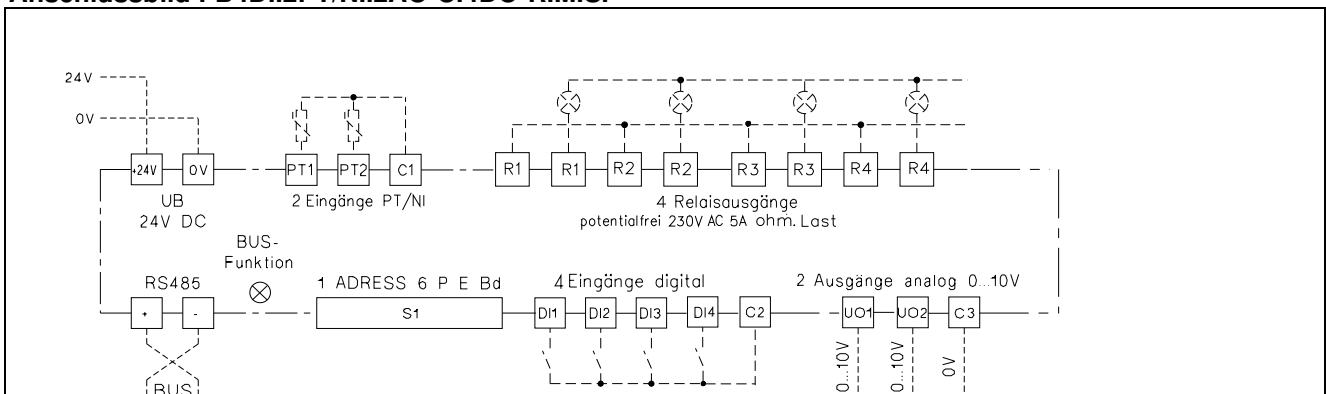 24V
0V
+24V 0V PT1 PT2 C1 R1 R1 R2 R2 R3 R3 R4 R4
UB
24V DC
2 Eingänge PT/NI
4 Relaisausgänge
potentialfrei 230V AC 5A ohm. Last
BUS-
Funktion
RS485
1 ADRESS 6 P E Bd
4 Eingänge digital
2 Ausgänge analog 0...10V
+ - S1 DI1 DI2 DI3 DI4 C2 UO1 UO2 C3
BUS
0...10V
0...10V
0V